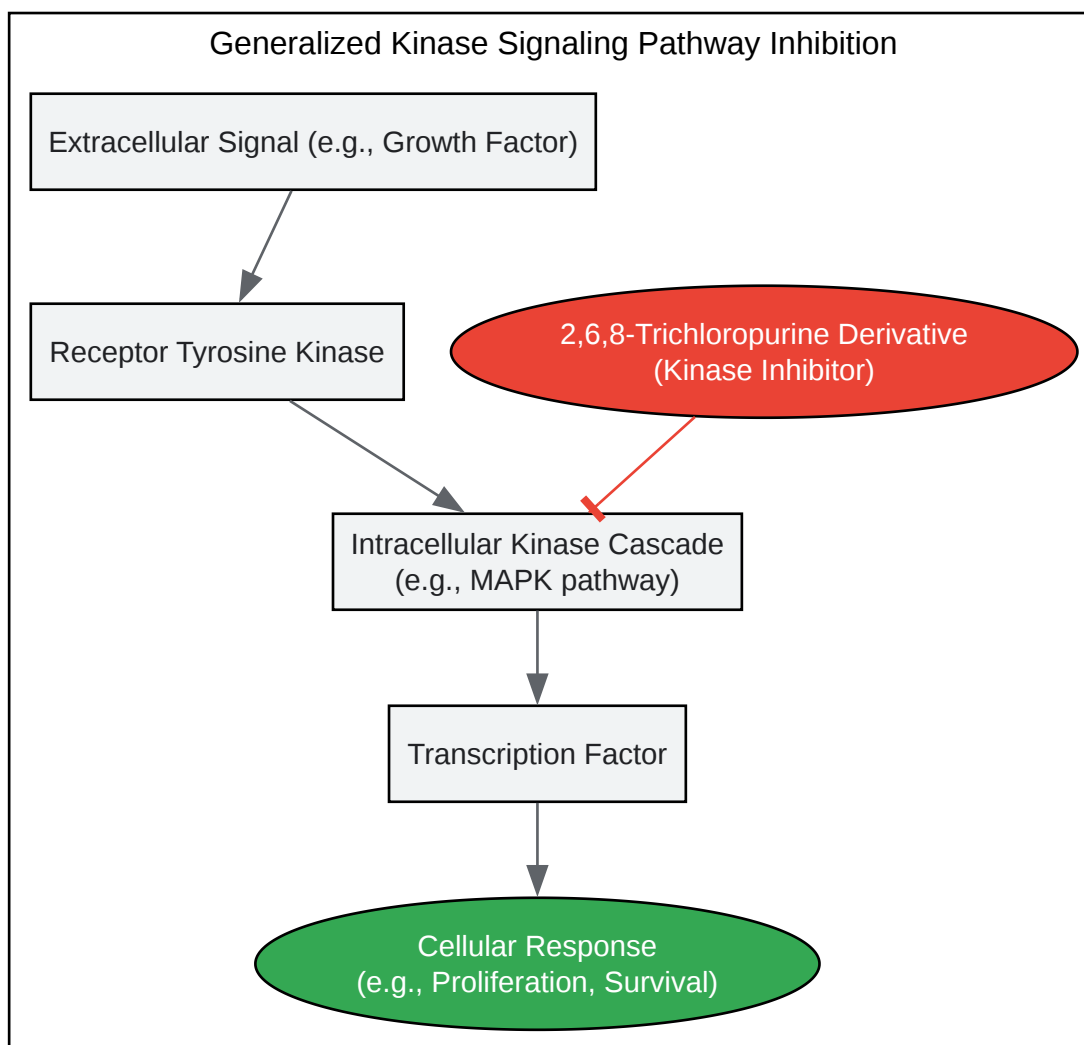 Generalized Kinase Signaling Pathway Inhibition
Extracellular Signal (e.g., Growth Factor)
Receptor Tyrosine Kinase
2,6,8-Trichloropurine Derivative
(Kinase Inhibitor)
Intracellular Kinase Cascade
(e.g., MAPK pathway)
Transcription Factor
Cellular Response
(e.g., Proliferation, Survival)